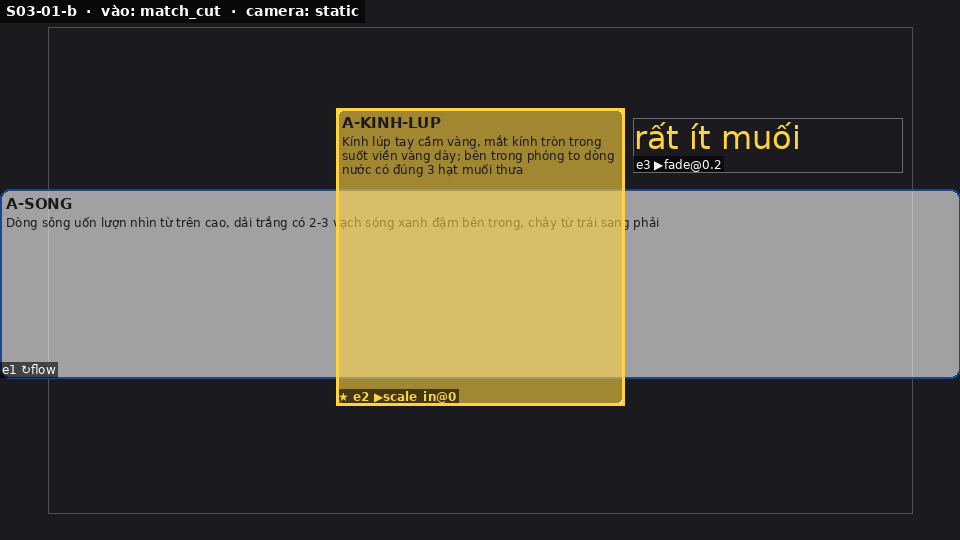 S03-01-b · vào: match_cut · camera: static
A-KINH-LUP
Kính lúp tay cầm vàng, mắt kính tròn trong
suốt viền vàng dày; bên trong phóng to dòng
nước có đúng 3 hạt muối thưa
rất ít muối
e3 ▶fade@0.2
A-SONG
Dòng sông uốn lượn nhìn từ trên cao, dải trắng có 2-3 vạch sóng xanh đậm bên trong, chảy từ trái sang phải
e1 ↻flow
★ e2 ▶scale_in@0